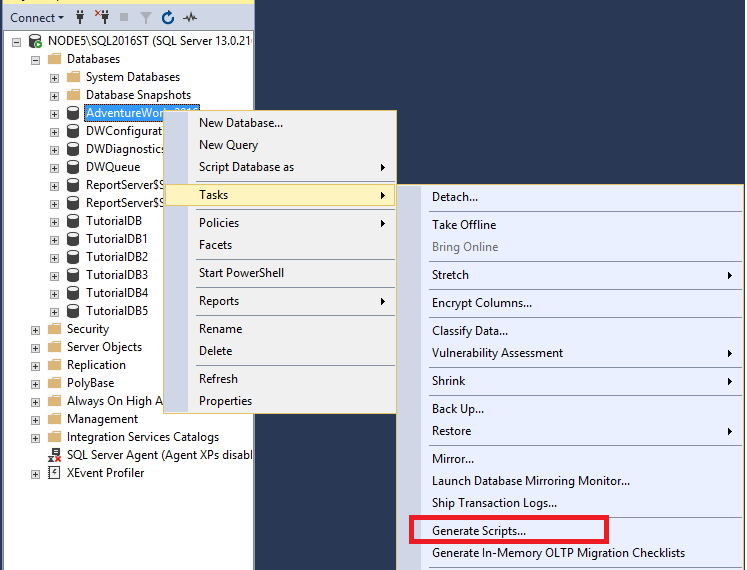 Connect
NODE5\SQL2016ST (SQL Server 13.0.21
Databases
System Databases
Database Snapshots
AdventureWorks2016
DWConfigurat
DWDiagnostics
DWQueue
ReportServer$S
ReportServer$S
TutorialDB
TutorialDB1
TutorialDB2
TutorialDB3
TutorialDB4
TutorialDB5
Security
Server Objects
Replication
PolyBase
Always On High A
Management
Integration Services Catalogs
SQL Server Agent (Agent XPs disabl
XEvent Profiler
New Database...
New Query
Script Database as
Tasks
Policies
Facets
Start PowerShell
Reports
Rename
Delete
Refresh
Properties
Detach...
Take Offline
Bring Online
Stretch
Encrypt Columns...
Classify Data...
Vulnerability Assessment
Shrink
Back Up...
Restore
Mirror...
Launch Database Mirroring Monitor...
Ship Transaction Logs...
Generate Scripts...
Generate In-Memory OLTP Migration Checklists